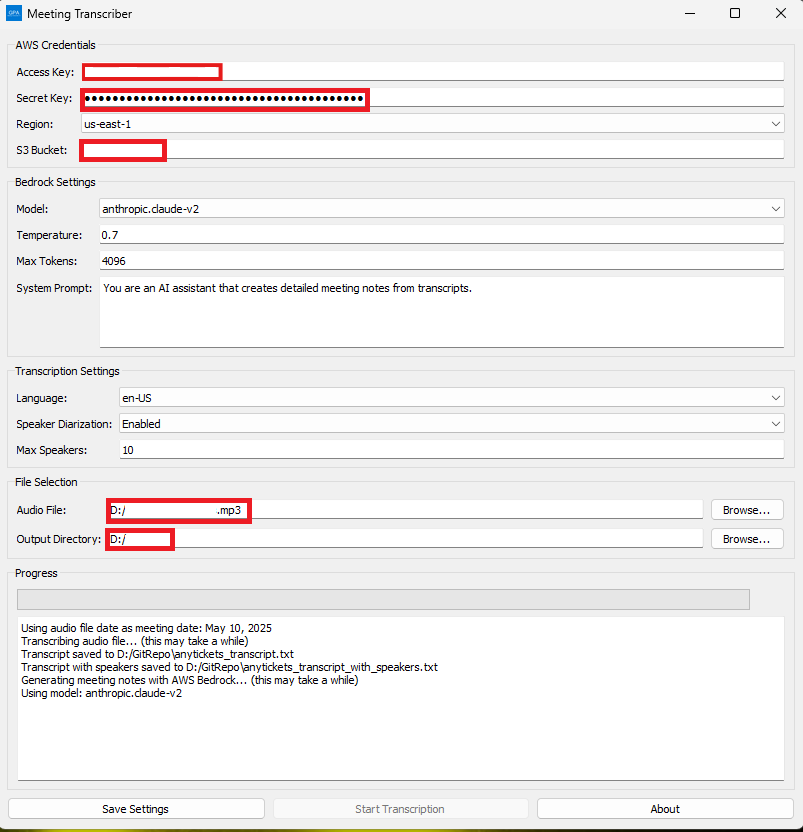 GPA Meeting Transcriber
AWS Credentials
Access Key:
Secret Key: ●●●●●●●●●●●●●●●●●●●●●●●●●●●●●●●●●●●●●●●●
Region: us-east-1
S3 Bucket:
Bedrock Settings
Model: anthropic.claude-v2
Temperature: 0.7
Max Tokens: 4096
System Prompt: You are an AI assistant that creates detailed meeting notes from transcripts.
Transcription Settings
Language: en-US
Speaker Diarization: Enabled
Max Speakers: 10
File Selection
Audio File: D:/ .mp3 Browse...
Output Directory: D:/ Browse...
Progress
Using audio file date as meeting date: May 10, 2025
Transcribing audio file... (this may take a while)
Transcript saved to D:/GitRepo\anytickets_transcript.txt
Transcript with speakers saved to D:/GitRepo\anytickets_transcript_with_speakers.txt
Generating meeting notes with AWS Bedrock... (this may take a while)
Using model: anthropic.claude-v2
Save Settings Start Transcription About